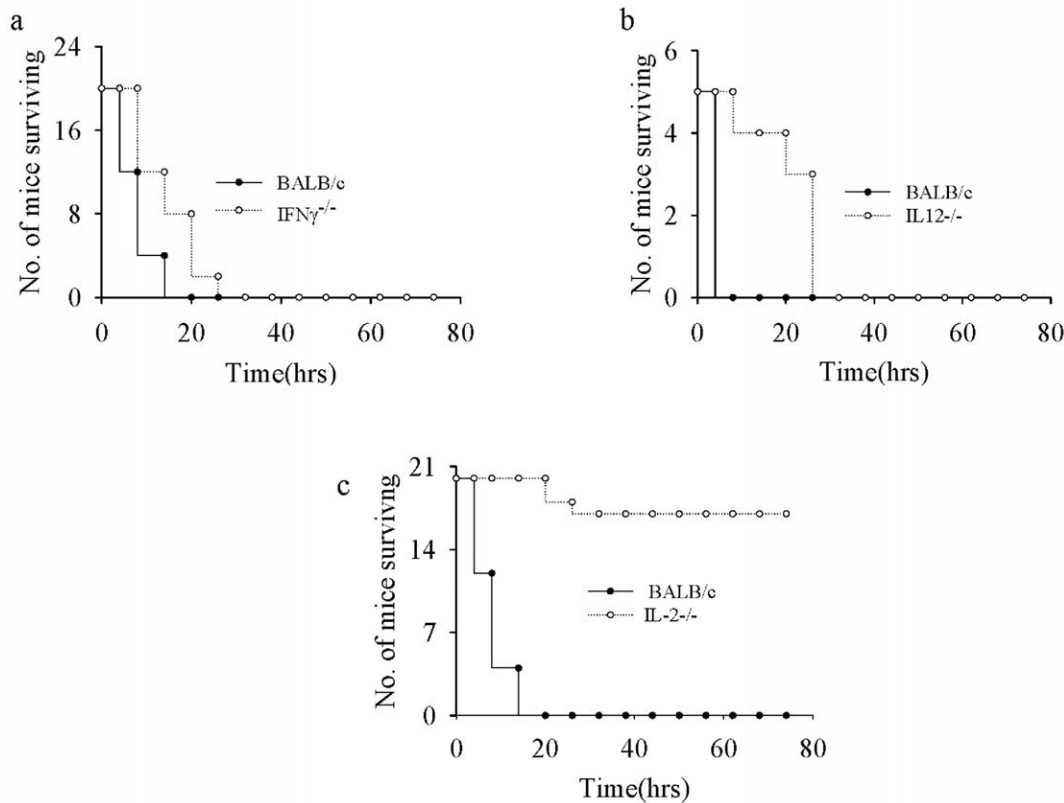 a
No. of mice surviving
24
16
8
0
0 20 40 60 80
Time(hrs)
BALB/c
IFNγ-/-
b
No. of mice surviving
6
4
2
0
0 20 40 60 80
Time(hrs)
BALB/c
IL12-/-
c
No. of mice survivng
21
14
7
0
0 20 40 60 80
Time(hrs)
BALB/c
IL-2-/-